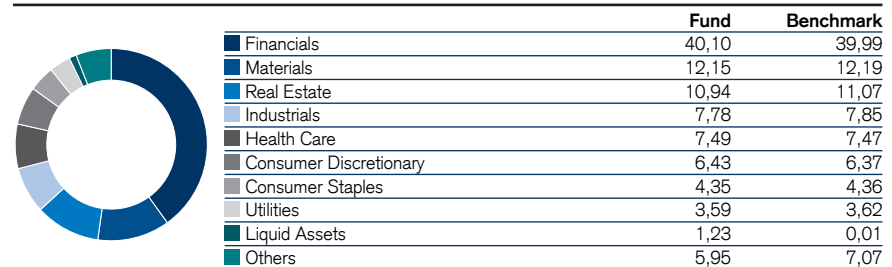 Fund Benchmark
Financials 40,10 39,99
Materials 12,15 12,19
Real Estate 10,94 11,07
Industrials 7,78 7,85
Health Care 7,49 7,47
Consumer Discretionary 6,43 6,37
Consumer Staples 4,35 4,36
Utilities 3,59 3,62
Liquid Assets 1,23 0,01
Others 5,95 7,07